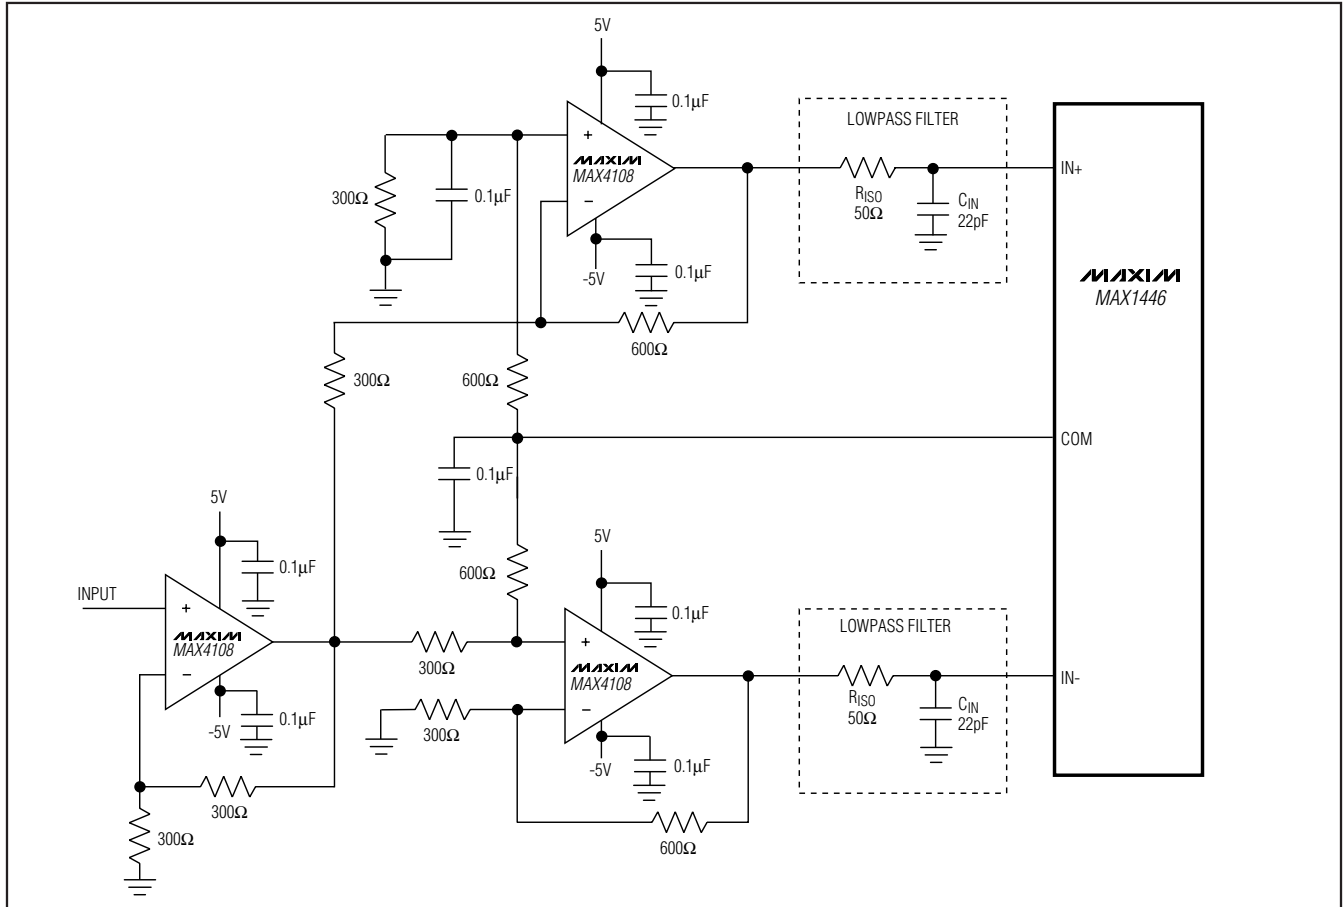 5V
0.1µF
LOWPASS FILTER
+
MAXIM
MAX4108
−
300Ω
0.1µF
RISO
50Ω
CIN
22pF
IN+
-5V
0.1µF
MAXIM
MAX1446
600Ω
300Ω
600Ω
COM
0.1µF
5V
0.1µF
INPUT
+
MAXIM
MAX4108
−
-5V
0.1µF
300Ω
300Ω
600Ω
5V
0.1µF
LOWPASS FILTER
300Ω
+
MAXIM
MAX4108
−
300Ω
RISO
50Ω
CIN
22pF
IN-
-5V
0.1µF
600Ω